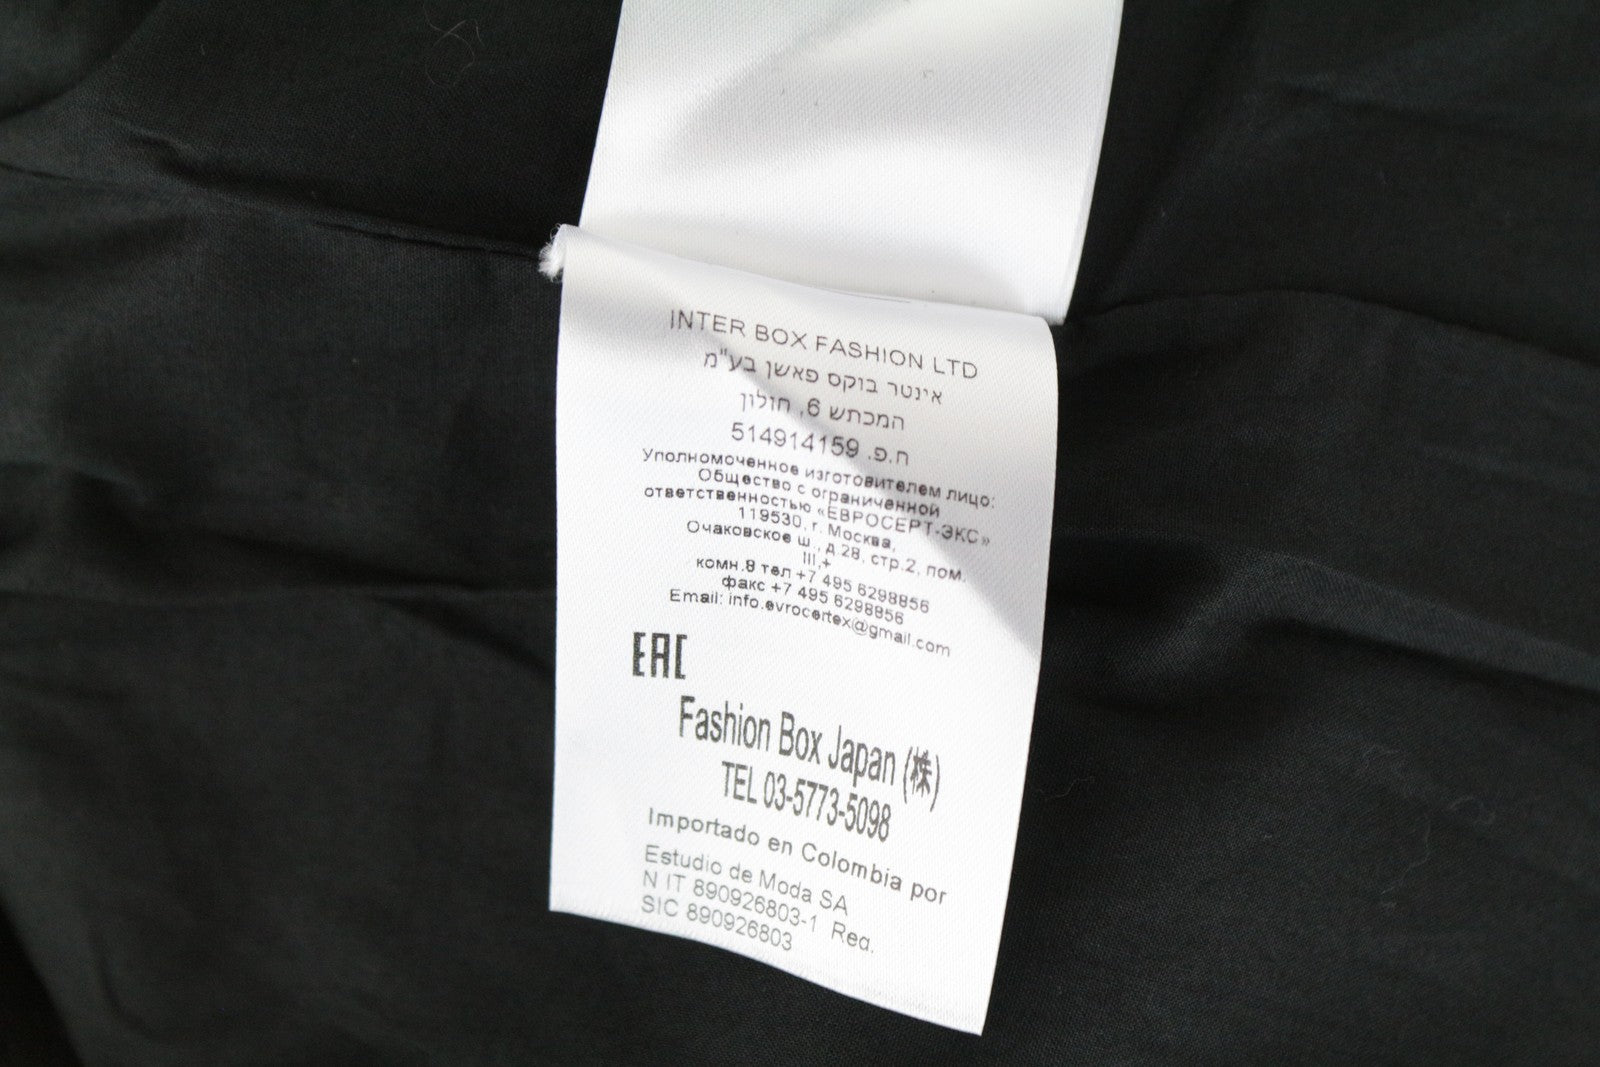 INTER BOX FASHION LTD
אינטר בוקס פאשן בע"מ
המכתש 6, חולון
ח.פ. 514914159
Уполномоченное изготовителем лицо:
Общество с ограниченной
ответственностью «ЕВРОСЕРТ-ЭКС»
119530, г. Москва,
Очаковское ш., д.28, стр.2, пом.
III,+
комн.8 тел +7 495 6298856
факс +7 495 6298856
Email: info.evrocertex@gmail.com
EAC
Fashion Box Japan (株)
TEL 03-5773-5098
Importado en Colombia por
Estudio de Moda SA
N IT 890926803-1 Reg.
SIC 890926803